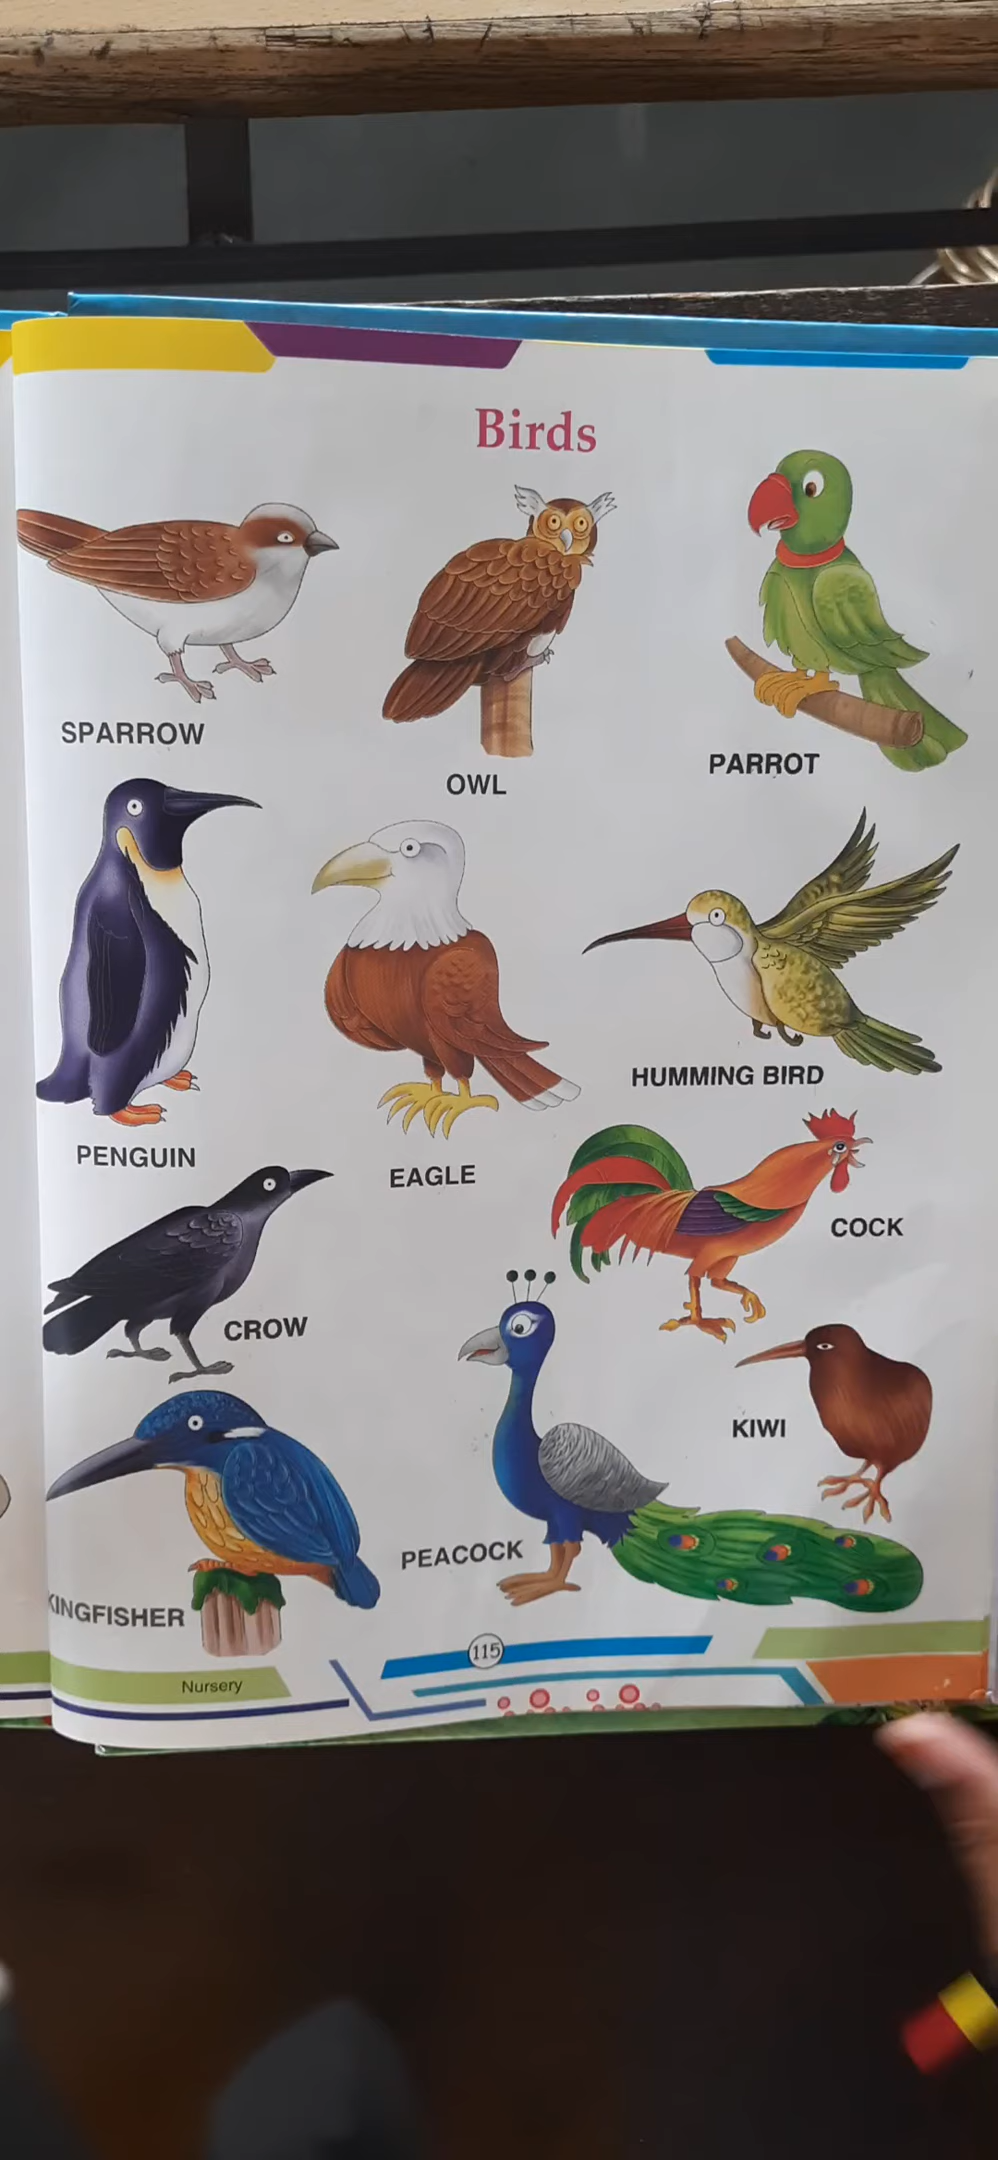 Birds
SPARROW
OWL
PARROT
PENGUIN
EAGLE
HUMMING BIRD
CROW
COCK
KIWI
KINGFISHER
PEACOCK
Nursery
115